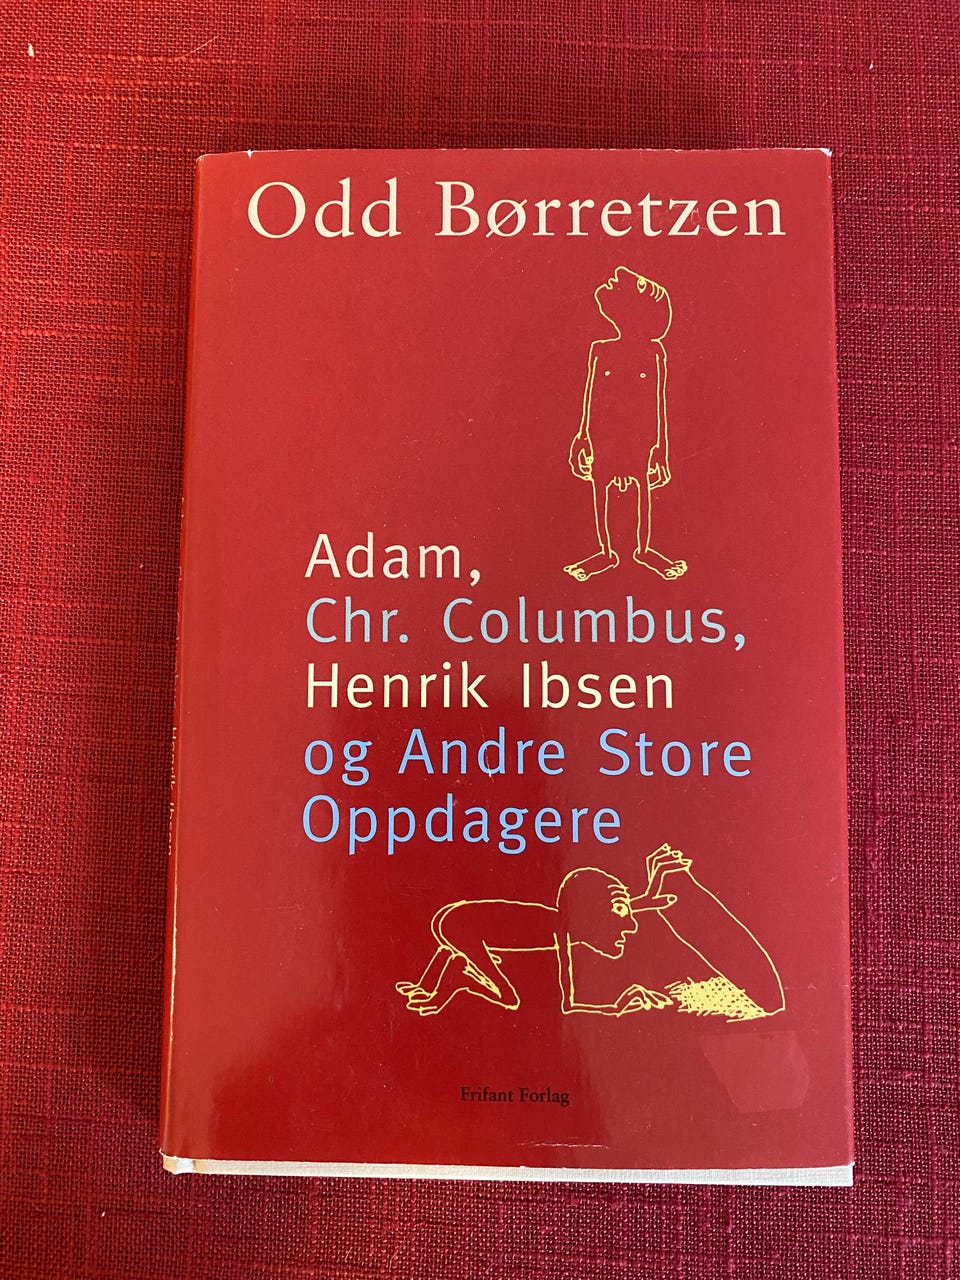 Odd Børretzen
Adam,
Chr. Columbus,
Henrik Ibsen
og Andre Store
Oppdagere
Frifant Forlag